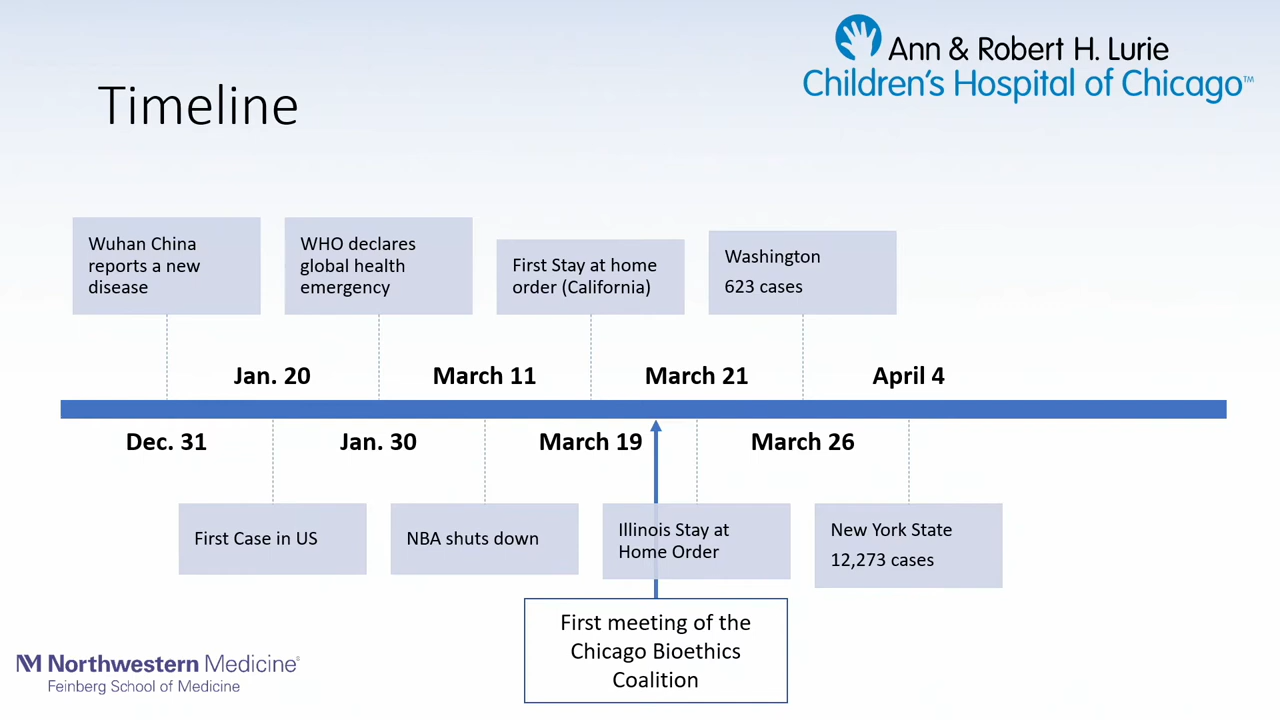 Ann & Robert H. Lurie
Children's Hospital of Chicago™
Timeline
Wuhan China
reports a new
disease
WHO declares
global health
emergency
First Stay at home
order (California)
Washington
623 cases
Jan. 20
March 11
March 21
April 4
Dec. 31
Jan. 30
March 19
March 26
First Case in US
NBA shuts down
Illinois Stay at
Home Order
New York State
12,273 cases
First meeting of the
Chicago Bioethics
Coalition
NM Northwestern Medicine®
Feinberg School of Medicine